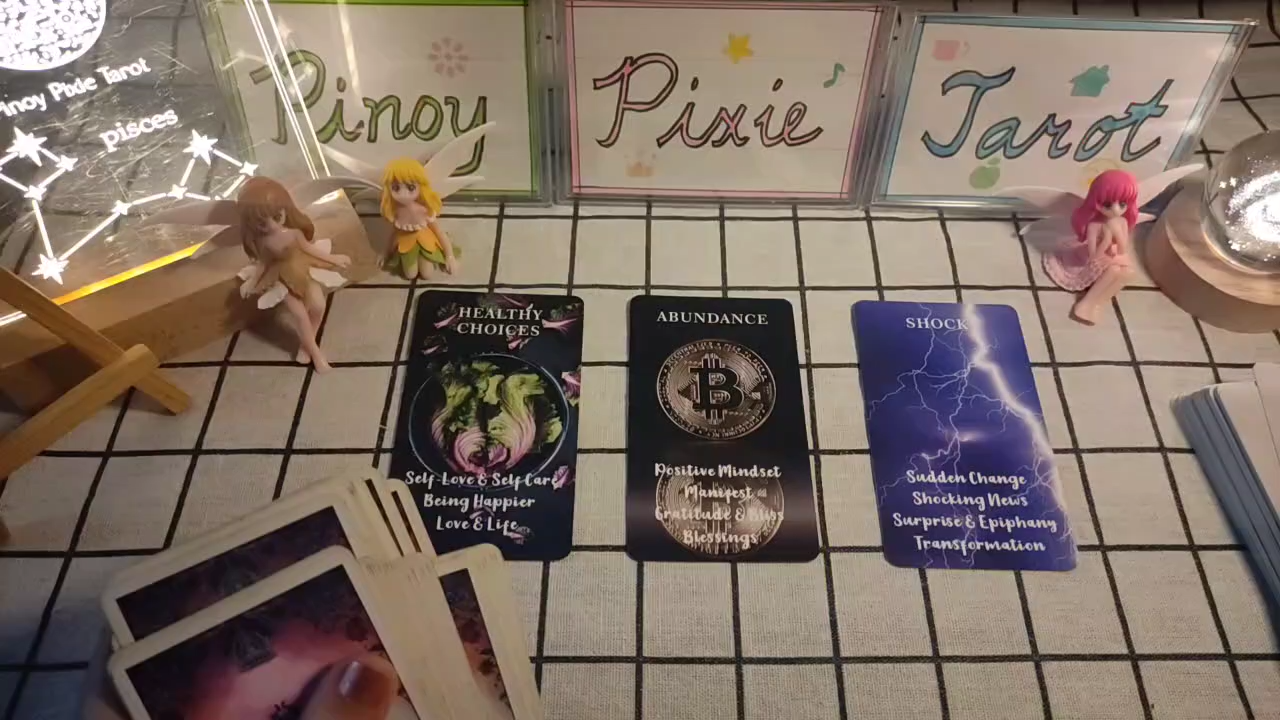 Pinoy
Pixie
Tarot
Pinoy Pixie Tarot
pisces
HEALTHY
CHOICES
Self-Love & Self Care
Being Happier
Love & Life
ABUNDANCE
B
Positive Mindset
Manifest
Gratitude & Bliss
Blessings
SHOCK
Sudden Change
Shocking News
Surprise & Epiphany
Transformation